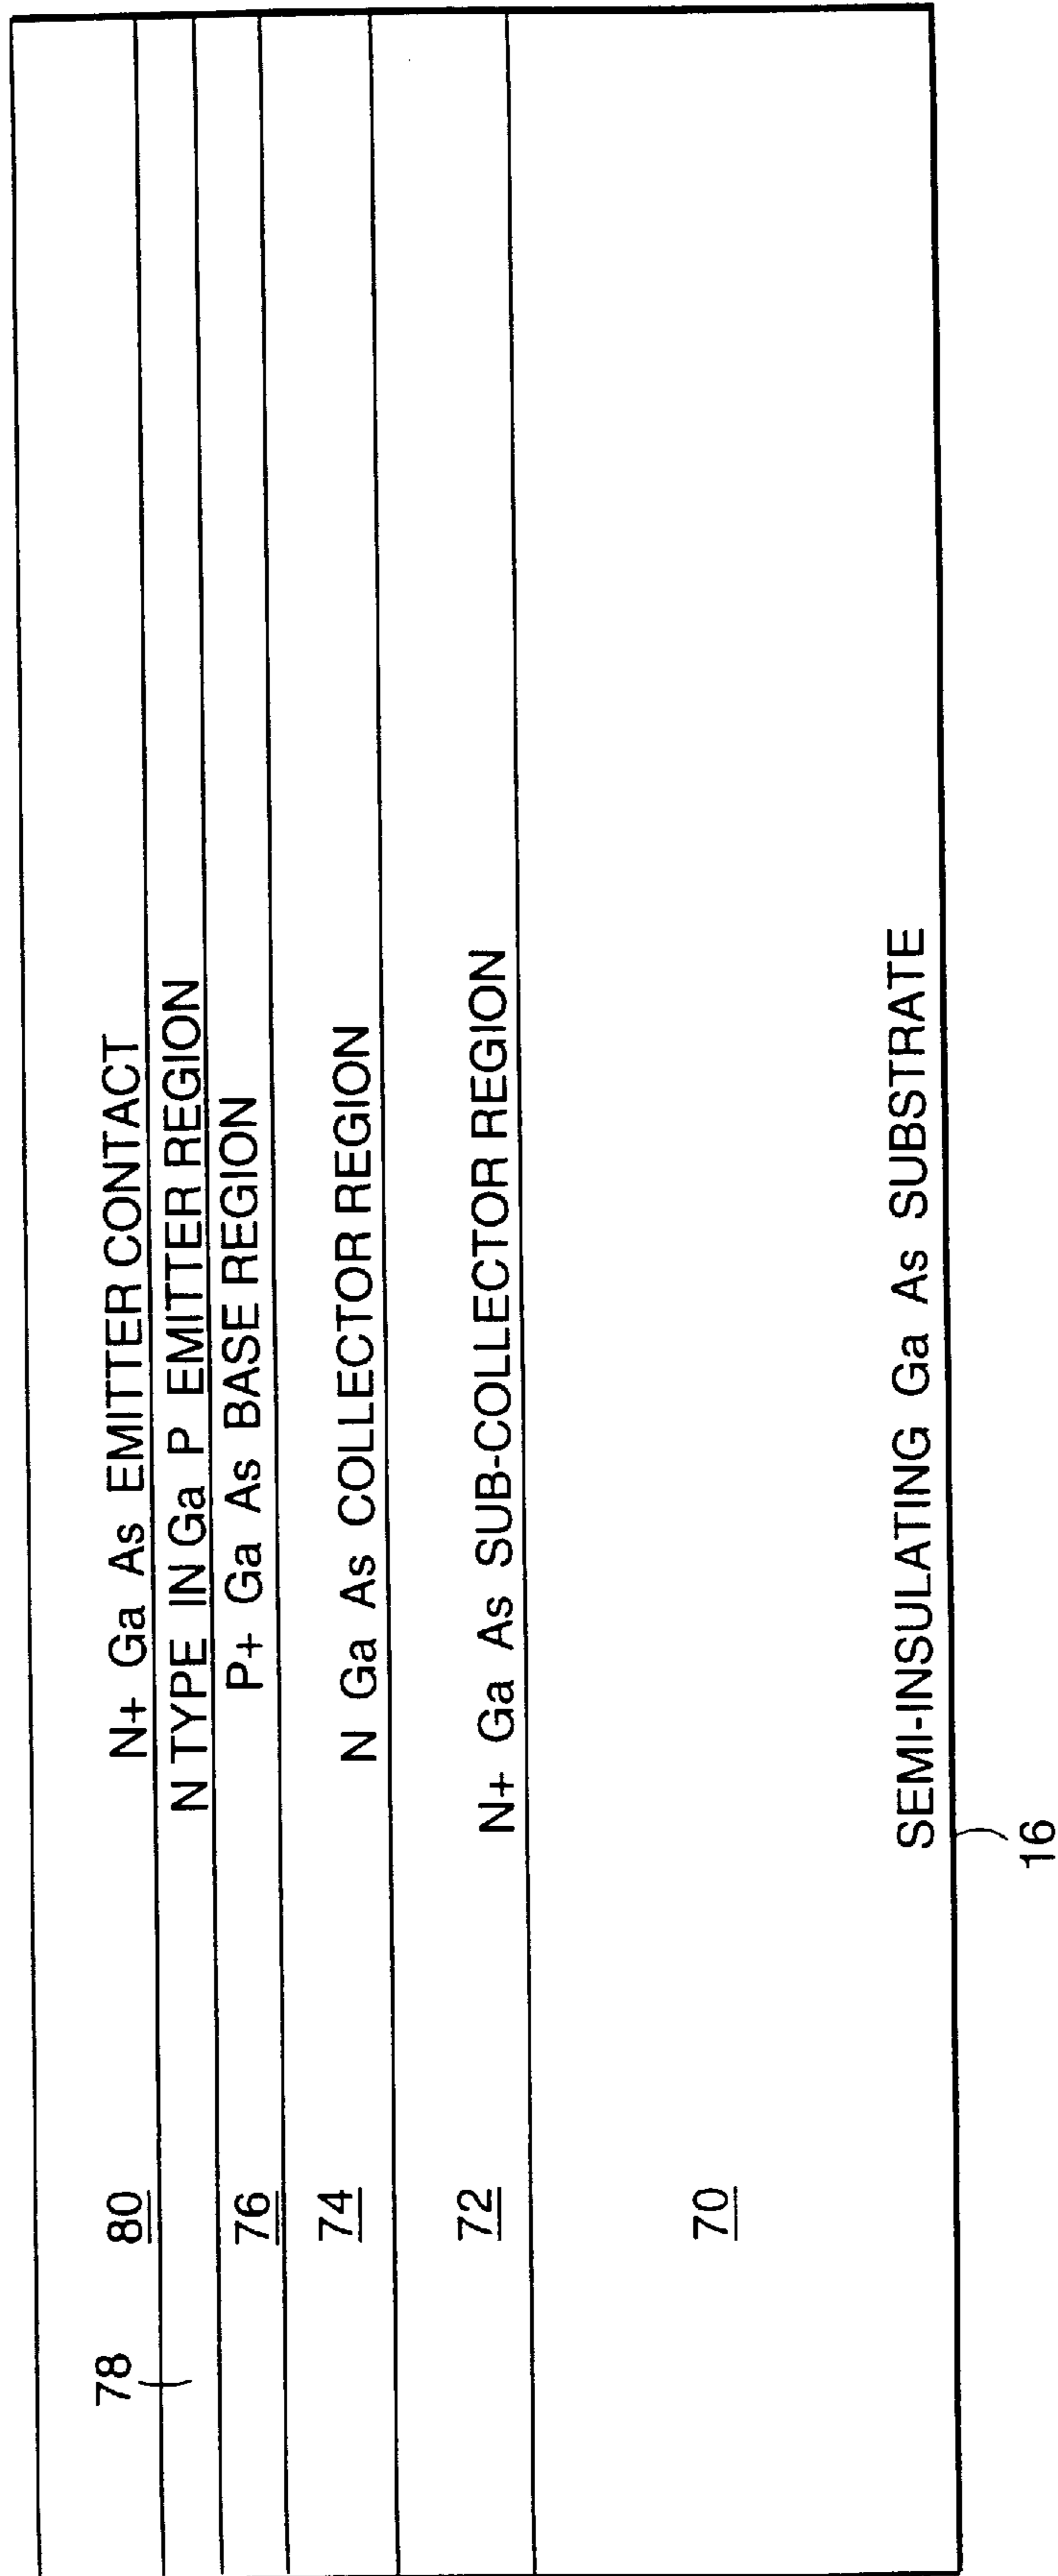 78
80
N+ Ga As EMITTER CONTACT
N TYPE IN Ga P EMITTER REGION
76
P+ Ga As BASE REGION
74
N Ga As COLLECTOR REGION
72
N+ Ga As SUB-COLLECTOR REGION
70
SEMI-INSULATING Ga As SUBSTRATE
16